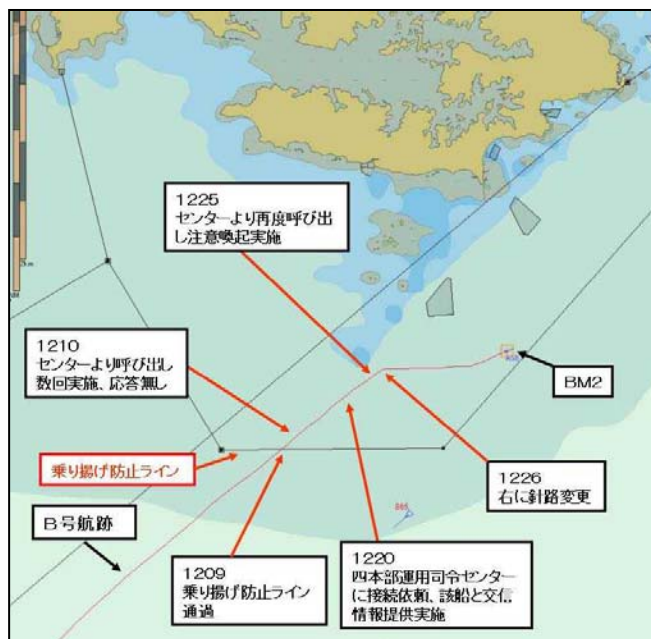 1225
センターより再度呼び出
し注意喚起実施
1210
センターより呼び出し
数回実施、応答無し
乗り揚げ防止ライン
B号航跡
1209
乗り揚げ防止ライン
通過
1220
四本部運用司令センター
に接続依頼、該船と交信
情報提供実施
1226
右に針路変更
BM2